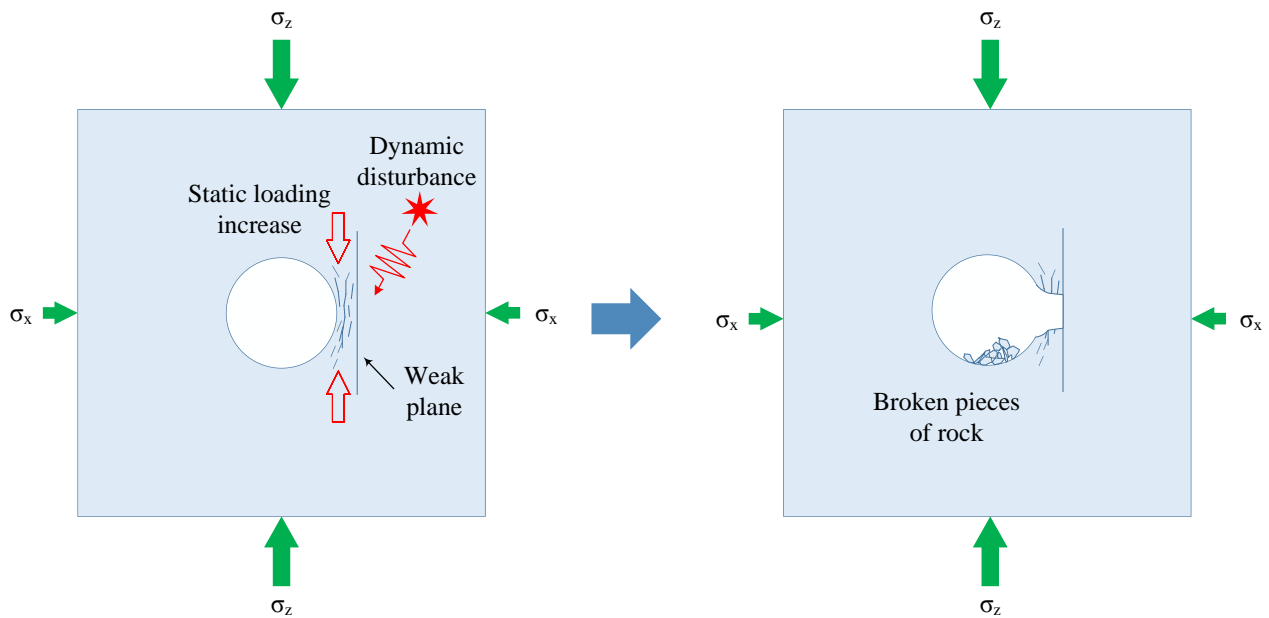 σz
σz
Dynamic
disturbance
Static loading
increase
σx
σx
σx
σx
Weak
plane
Broken pieces
of rock
σz
σz